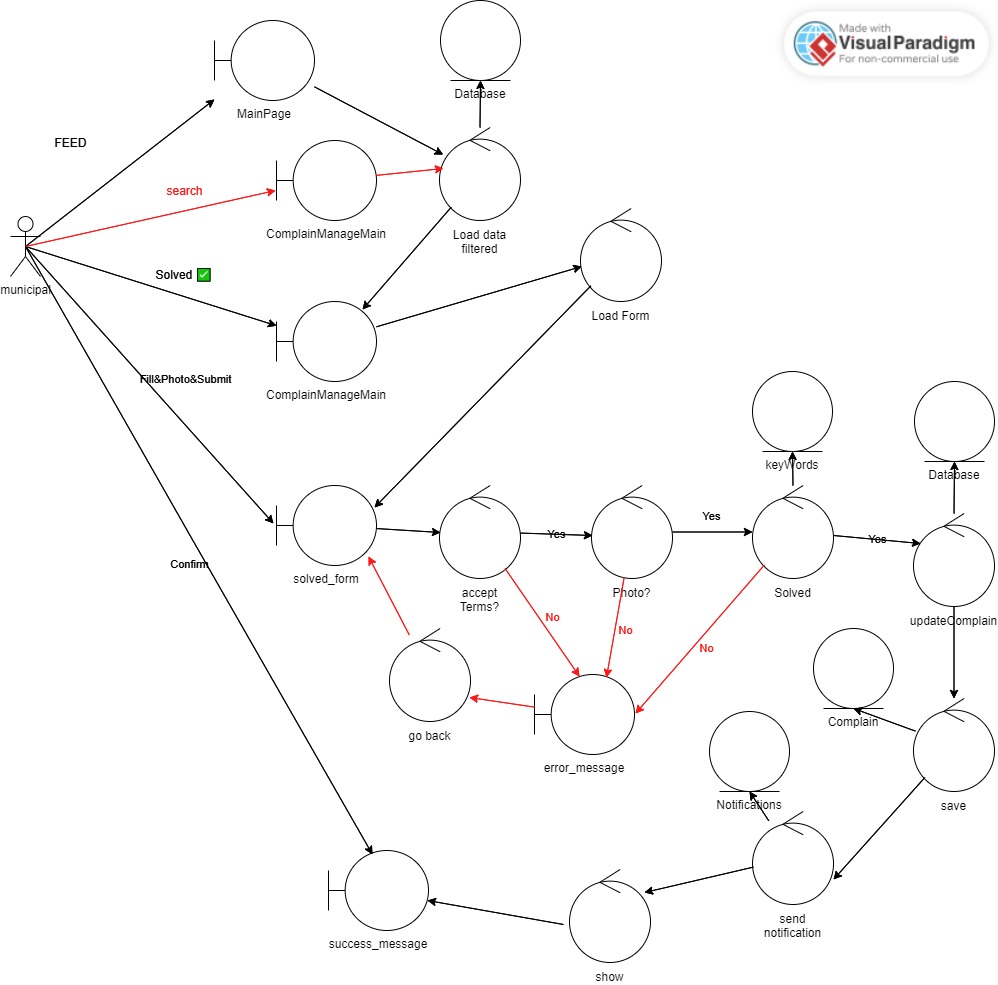 Made with
VisualParadigm
For non-commercial use
Database
MainPage
FEED
search
ComplainManageMain
Load data
filtered
municipal
Solved ✅
Load Form
ComplainManageMain
Fill&Photo&Submit
keyWords
Database
Confirm
solved_form
accept
Terms?
Yes
Photo?
Yes
Solved
Yes
updateComplain
No
No
No
go back
error_message
Complain
Notifications
save
send
notification
success_message
show